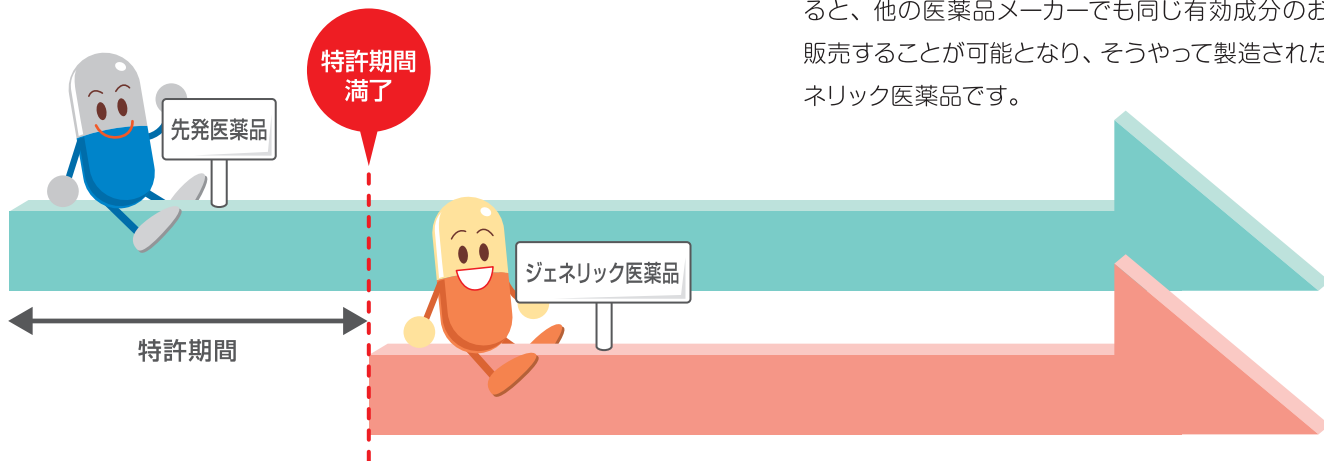 ると、他の医薬品メーカーでも同じ有効成分のお
販売することが可能となり、そうやって製造された
ネリック医薬品です。
特許期間
満了
先発医薬品
ジェネリック医薬品
特許期間